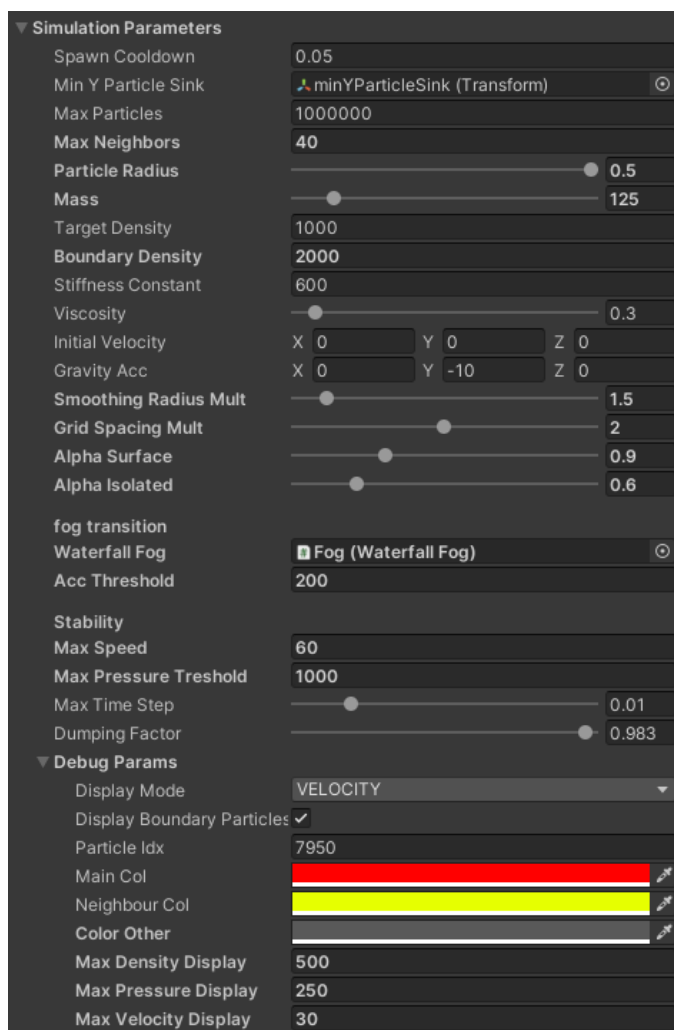 Simulation Parameters
Spawn Cooldown 0.05
Min Y Particle Sink minYParticleSink (Transform)
Max Particles 1000000
Max Neighbors 40
Particle Radius 0.5
Mass 125
Target Density 1000
Boundary Density 2000
Stiffness Constant 600
Viscosity 0.3
Initial Velocity X 0 Y 0 Z 0
Gravity Acc X 0 Y -10 Z 0
Smoothing Radius Mult 1.5
Grid Spacing Mult 2
Alpha Surface 0.9
Alpha Isolated 0.6
fog transition
Waterfall Fog Fog (Waterfall Fog)
Acc Threshold 200
Stability
Max Speed 60
Max Pressure Treshold 1000
Max Time Step 0.01
Dumping Factor 0.983
Debug Params
Display Mode VELOCITY
Display Boundary Particles
Particle Idx 7950
Main Col
Neighbour Col
Color Other
Max Density Display 500
Max Pressure Display 250
Max Velocity Display 30